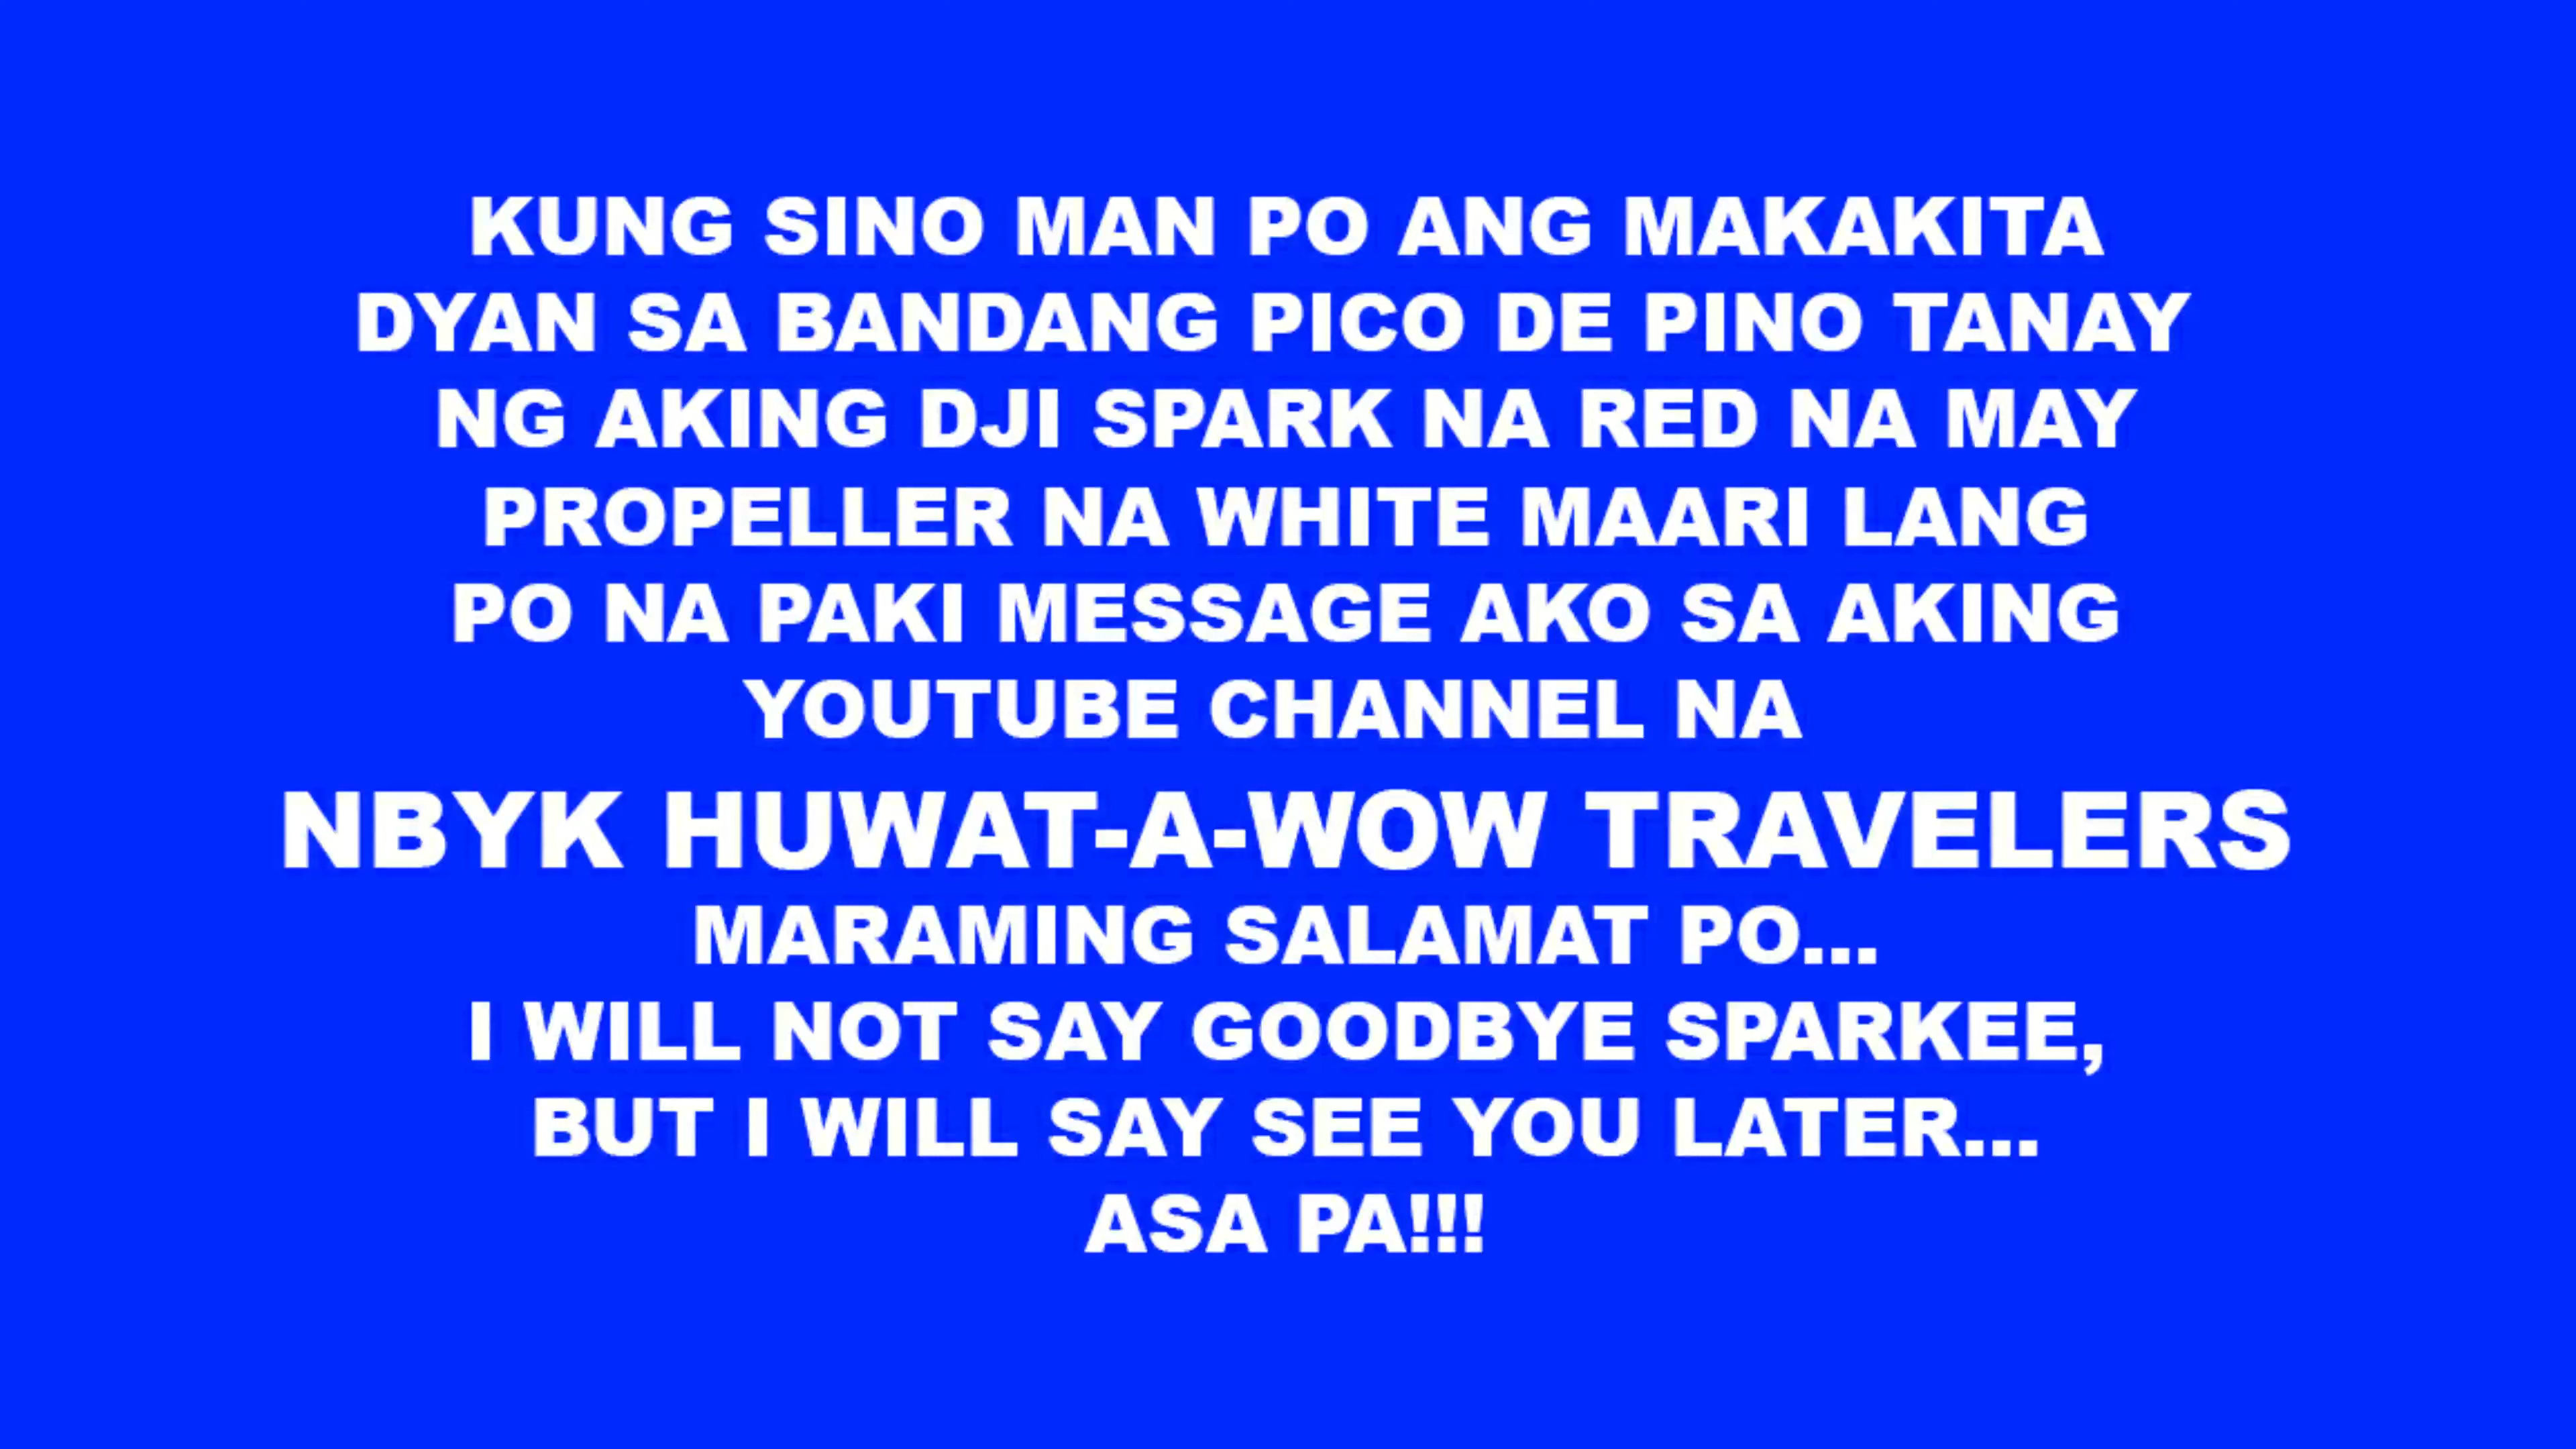 KUNG SINO MAN PO ANG MAKAKITA
DYAN SA BANDANG PICO DE PINO TANAY
NG AKING DJI SPARK NA RED NA MAY
PROPELLER NA WHITE MAARI LANG
PO NA PAKI MESSAGE AKO SA AKING
YOUTUBE CHANNEL NA
NBYK HUWAT-A-WOW TRAVELERS
MARAMING SALAMAT PO...
I WILL NOT SAY GOODBYE SPARKEE,
BUT I WILL SAY SEE YOU LATER...
ASA PA!!!